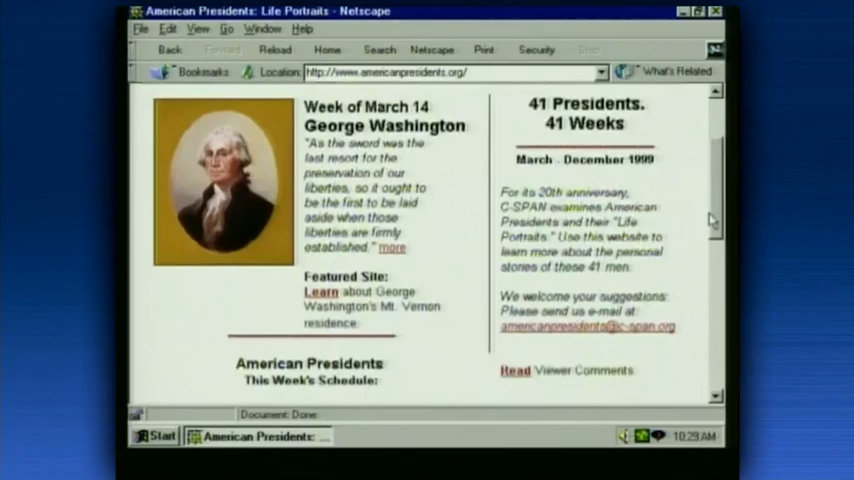 American Presidents: Life Portraits - Netscape
File Edit View Go Window Help
Back Forward Reload Home Search Netscape Print Security Stop
Bookmarks Location: http://www.americanpresidents.org/ What's Related
Week of March 14
George Washington
"As the sword was the
last resort for the
preservation of our
liberties, so it ought to
be the first to be laid
aside when those
liberties are firmly
established." more
Featured Site:
Learn about George
Washington's Mt. Vernon
residence.
American Presidents
This Week's Schedule:
41 Presidents.
41 Weeks
March - December 1999
For its 20th anniversary,
C-SPAN examines American
Presidents and their "Life
Portraits." Use this website to
learn more about the personal
stories of these 41 men.
We welcome your suggestions:
Please send us e-mail at:
americanpresidents@c-span.org
Read Viewer Comments
Document: Done
Start American Presidents: ... 10:29 AM